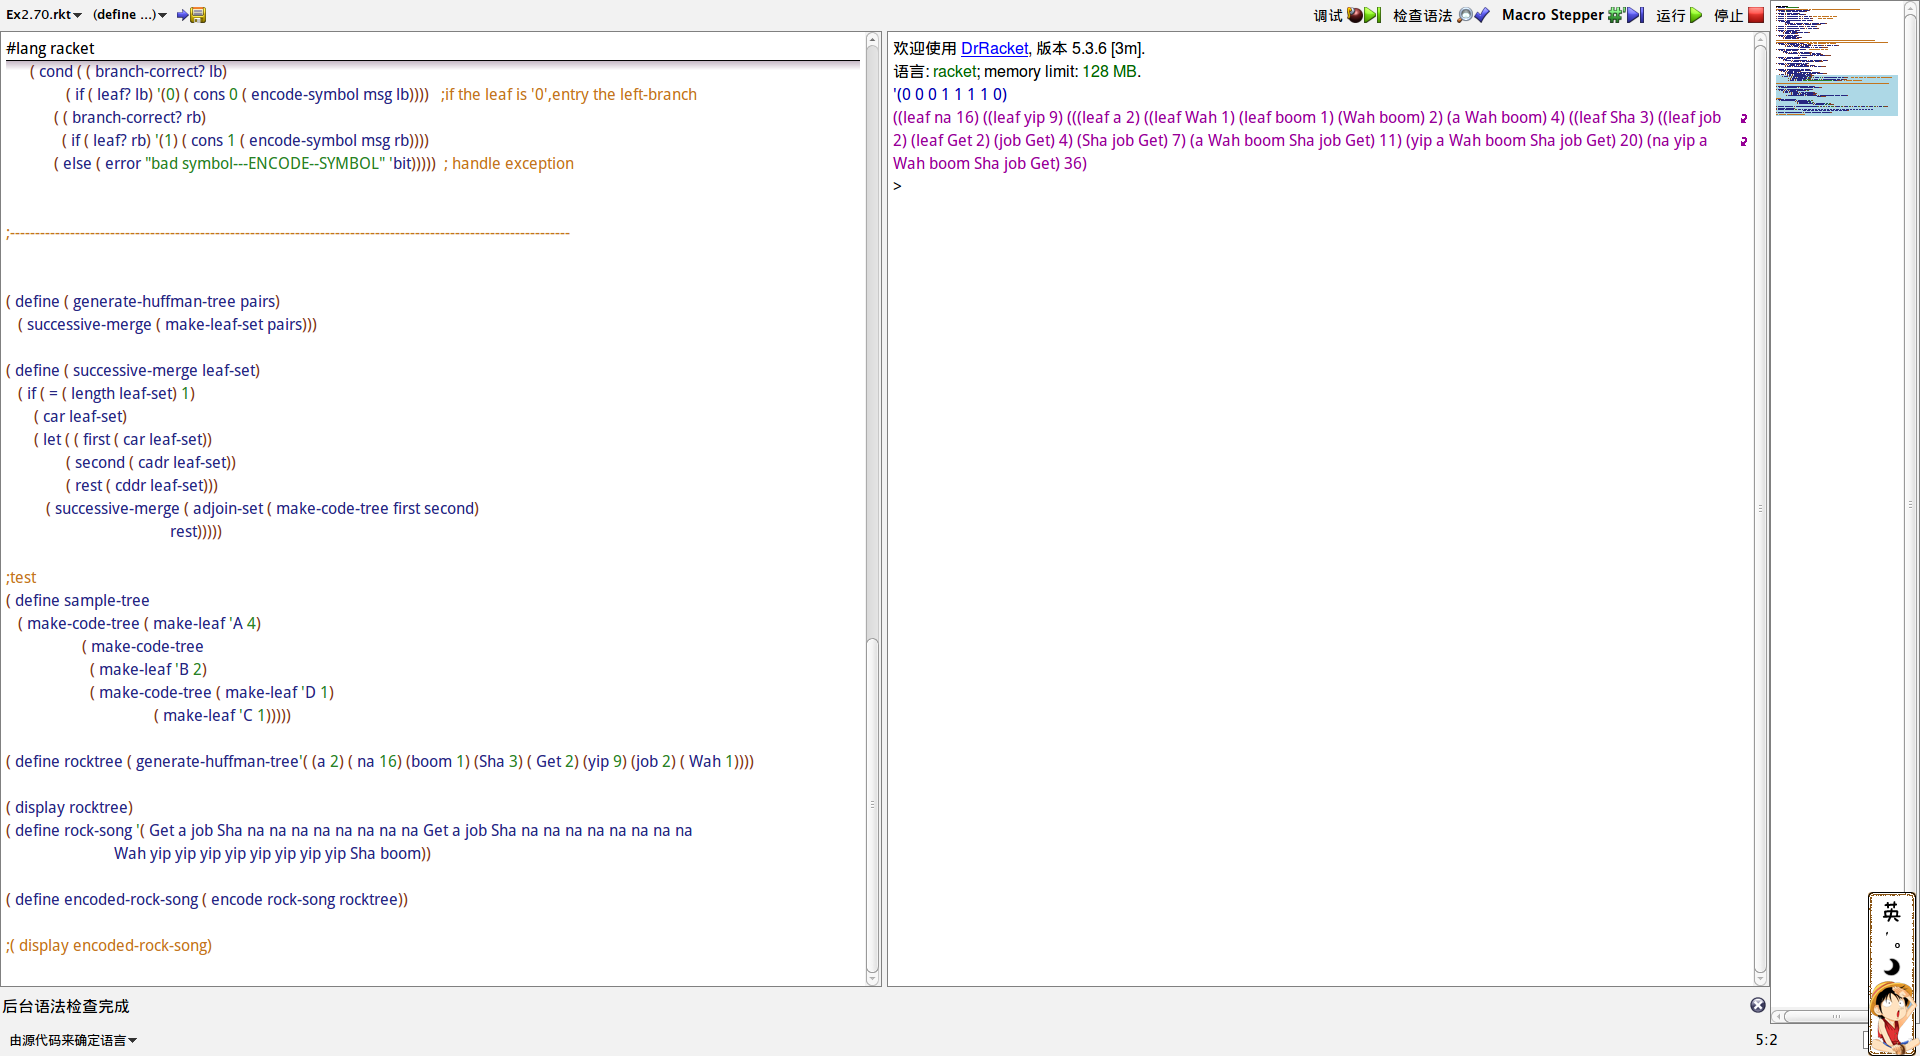 Ex2.70.rkt (define ...)
调试 检查语法 Macro Stepper 运行 停止
#lang racket
( cond ( ( branch-correct? lb)
( if ( leaf? lb) '(0) ( cons 0 ( encode-symbol msg lb)))) ;if the leaf is '0',entry the left-branch
( ( branch-correct? rb)
( if ( leaf? rb) '(1) ( cons 1 ( encode-symbol msg rb))))
( else ( error "bad symbol---ENCODE--SYMBOL" 'bit))))) ; handle exception
;----------------------------------------------------------------------------------------------------------------
( define ( generate-huffman-tree pairs)
( successive-merge ( make-leaf-set pairs)))
( define ( successive-merge leaf-set)
( if ( = ( length leaf-set) 1)
( car leaf-set)
( let ( ( first ( car leaf-set))
( second ( cadr leaf-set))
( rest ( cddr leaf-set)))
( successive-merge ( adjoin-set ( make-code-tree first second)
rest)))))
;test
( define sample-tree
( make-code-tree ( make-leaf 'A 4)
( make-code-tree
( make-leaf 'B 2)
( make-code-tree ( make-leaf 'D 1)
( make-leaf 'C 1)))))
( define rocktree ( generate-huffman-tree'( (a 2) ( na 16) (boom 1) (Sha 3) ( Get 2) (yip 9) (job 2) ( Wah 1))))
( display rocktree)
( define rock-song '( Get a job Sha na na na na na na na na Get a job Sha na na na na na na na na
Wah yip yip yip yip yip yip yip yip Sha boom))
( define encoded-rock-song ( encode rock-song rocktree))
;( display encoded-rock-song)
欢迎使用 DrRacket, 版本 5.3.6 [3m].
语言: racket; memory limit: 128 MB.
'(0 0 0 1 1 1 1 0)
((leaf na 16) ((leaf yip 9) (((leaf a 2) ((leaf Wah 1) (leaf boom 1) (Wah boom) 2) (a Wah boom) 4) ((leaf Sha 3) ((leaf job
2) (leaf Get 2) (job Get) 4) (Sha job Get) 7) (a Wah boom Sha job Get) 11) (yip a Wah boom Sha job Get) 20) (na yip a
Wah boom Sha job Get) 36)
>
英
, 。
后台语法检查完成
由源代码来确定语言
5:2